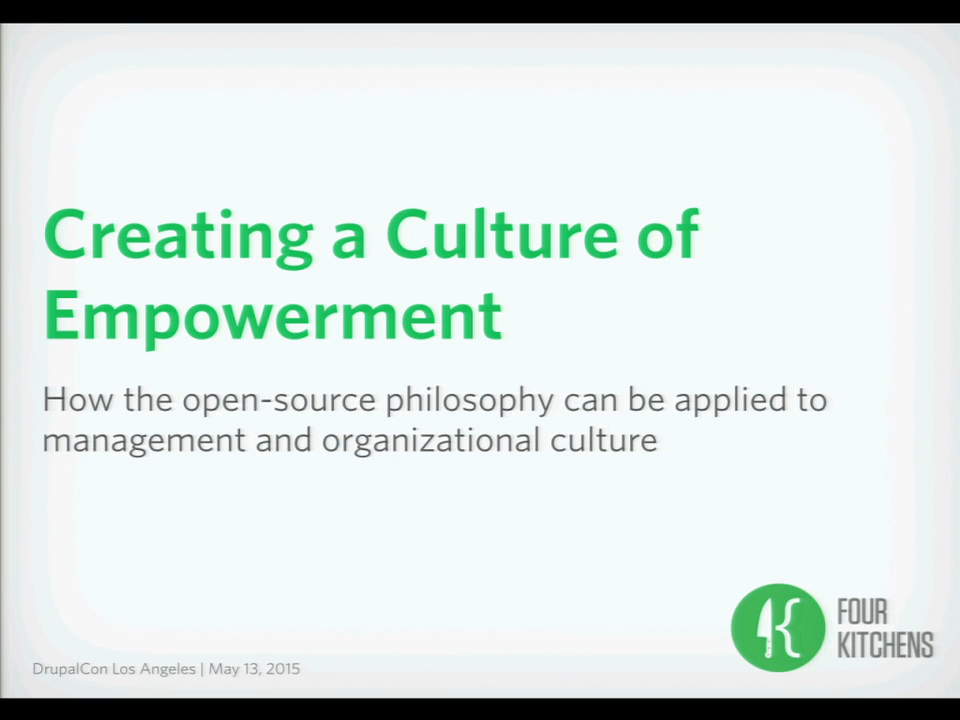 Creating a Culture of
Empowerment
How the open-source philosophy can be applied to
management and organizational culture
FOUR
KITCHENS
DrupalCon Los Angeles | May 13, 2015